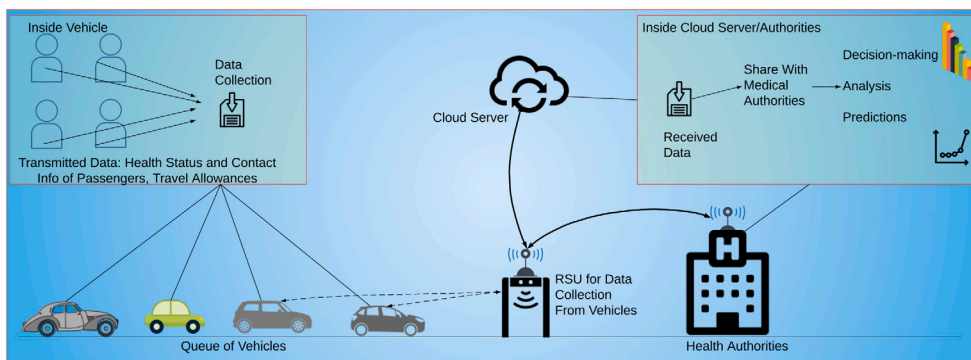 Inside Vehicle
Data
Collection
Transmitted Data: Health Status and Contact
Info of Passengers, Travel Allowances
Cloud Server
Inside Cloud Server/Authorities
Received
Data
Share With
Medical
Authorities
Decision-making
Analysis
Predictions
RSU for Data
Collection
From Vehicles
H
Queue of Vehicles
Health Authorities